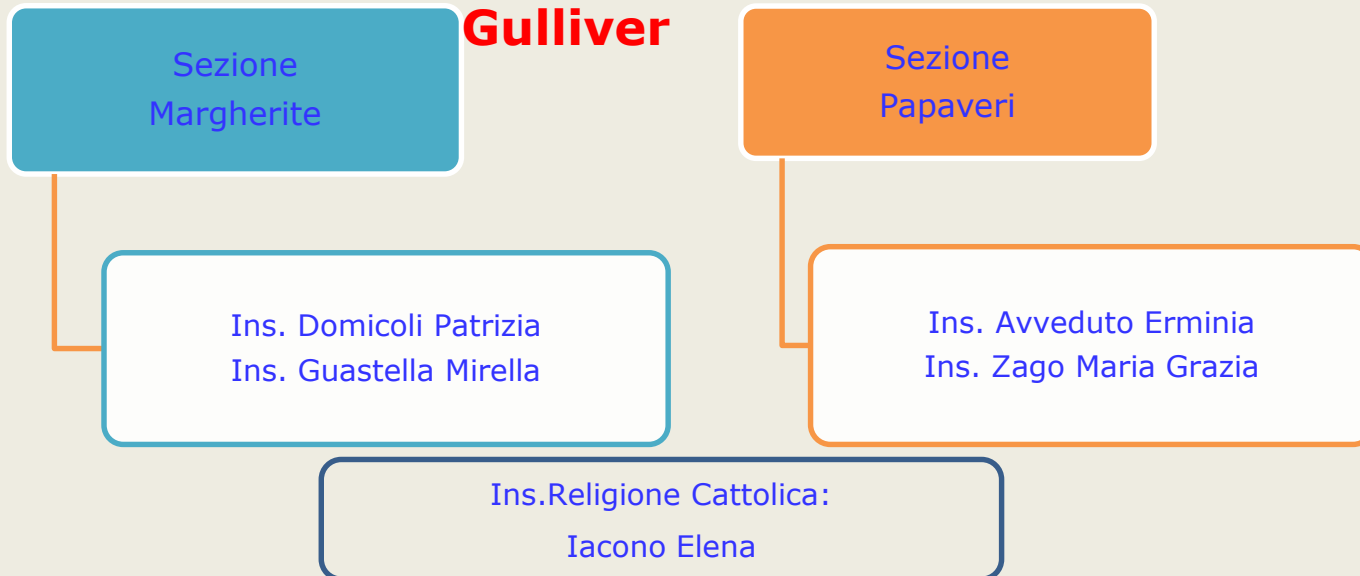 Gulliver
Sezione
Margherite
Sezione
Papaveri
Ins. Domicoli Patrizia
Ins. Guastella Mirella
Ins. Avveduto Erminia
Ins. Zago Maria Grazia
Ins.Religione Cattolica:
Iacono Elena